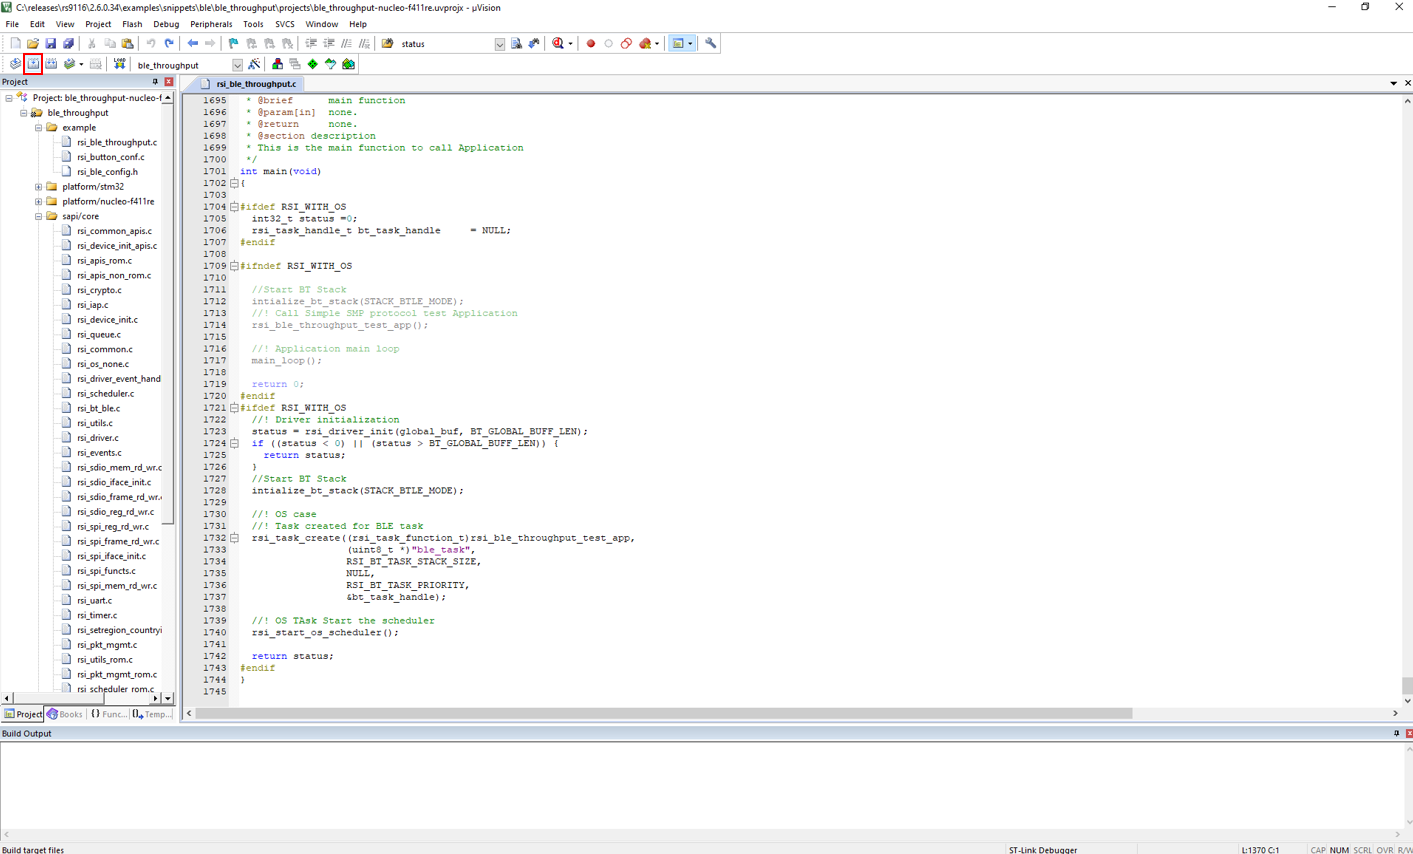 C:\releases\rs9116\2.6.0.34\examples\snippets\ble\ble_throughput\projects\ble_throughput-nucleo-f411re.uvprojx - µVision
File Edit View Project Flash Debug Peripherals Tools SVCS Window Help
status
ble_throughput
Project
rsi_ble_throughput.c
Project: ble_throughput-nucleo-f
ble_throughput
example
rsi_ble_throughput.c
rsi_button_conf.c
rsi_ble_config.h
platform/stm32
platform/nucleo-f411re
sapi/core
rsi_common_apis.c
rsi_device_init_apis.c
rsi_apis_rom.c
rsi_apis_non_rom.c
rsi_crypto.c
rsi_iap.c
rsi_device_init.c
rsi_queue.c
rsi_common.c
rsi_os_none.c
rsi_driver_event_hand
rsi_scheduler.c
rsi_bt_ble.c
rsi_utils.c
rsi_driver.c
rsi_events.c
rsi_sdio_mem_rd_wr.c
rsi_sdio_iface_init.c
rsi_sdio_frame_rd_wr.
rsi_sdio_reg_rd_wr.c
rsi_spi_reg_rd_wr.c
rsi_spi_frame_rd_wr.c
rsi_spi_iface_init.c
rsi_spi_functs.c
rsi_spi_mem_rd_wr.c
rsi_uart.c
rsi_timer.c
rsi_setregion_countryi
rsi_pkt_mgmt.c
rsi_utils_rom.c
rsi_pkt_mgmt_rom.c
rsi_scheduler_rom.c
Project Books {} Func... Temp...
1695 * @brief main function
1696 * @param[in] none.
1697 * @return none.
1698 * @section description
1699 * This is the main function to call Application
1700 */
1701 int main(void)
1702 {
1703
1704 #ifdef RSI_WITH_OS
1705 int32_t status =0;
1706 rsi_task_handle_t bt_task_handle = NULL;
1707 #endif
1708
1709 #ifndef RSI_WITH_OS
1710
1711 //Start BT Stack
1712 intialize_bt_stack(STACK_BTLE_MODE);
1713 //! Call Simple SMP protocol test Application
1714 rsi_ble_throughput_test_app();
1715
1716 //! Application main loop
1717 main_loop();
1718
1719 return 0;
1720 #endif
1721 #ifdef RSI_WITH_OS
1722 //! Driver initialization
1723 status = rsi_driver_init(global_buf, BT_GLOBAL_BUFF_LEN);
1724 if ((status < 0) || (status > BT_GLOBAL_BUFF_LEN)) {
1725 return status;
1726 }
1727 //Start BT Stack
1728 intialize_bt_stack(STACK_BTLE_MODE);
1729
1730 //! OS case
1731 //! Task created for BLE task
1732 rsi_task_create((rsi_task_function_t)rsi_ble_throughput_test_app,
1733 (uint8_t *)"ble_task",
1734 RSI_BT_TASK_STACK_SIZE,
1735 NULL,
1736 RSI_BT_TASK_PRIORITY,
1737 &bt_task_handle);
1738
1739 //! OS TAsk Start the scheduler
1740 rsi_start_os_scheduler();
1741
1742 return status;
1743 #endif
1744 }
1745
Build Output
Build target files ST-Link Debugger L:1370 C:1 CAP NUM SCRL OVR R/W